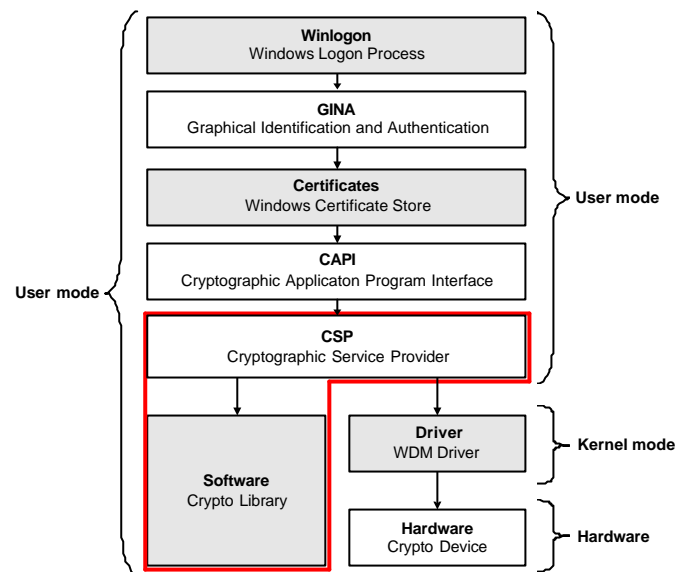 Winlogon
Windows Logon Process
GINA
Graphical Identification and Authentication
Certificates
Windows Certificate Store
User mode
CAPI
Cryptographic Applicaton Program Interface
User mode
CSP
Cryptographic Service Provider
Driver
WDM Driver
Kernel mode
Software
Crypto Library
Hardware
Crypto Device
Hardware